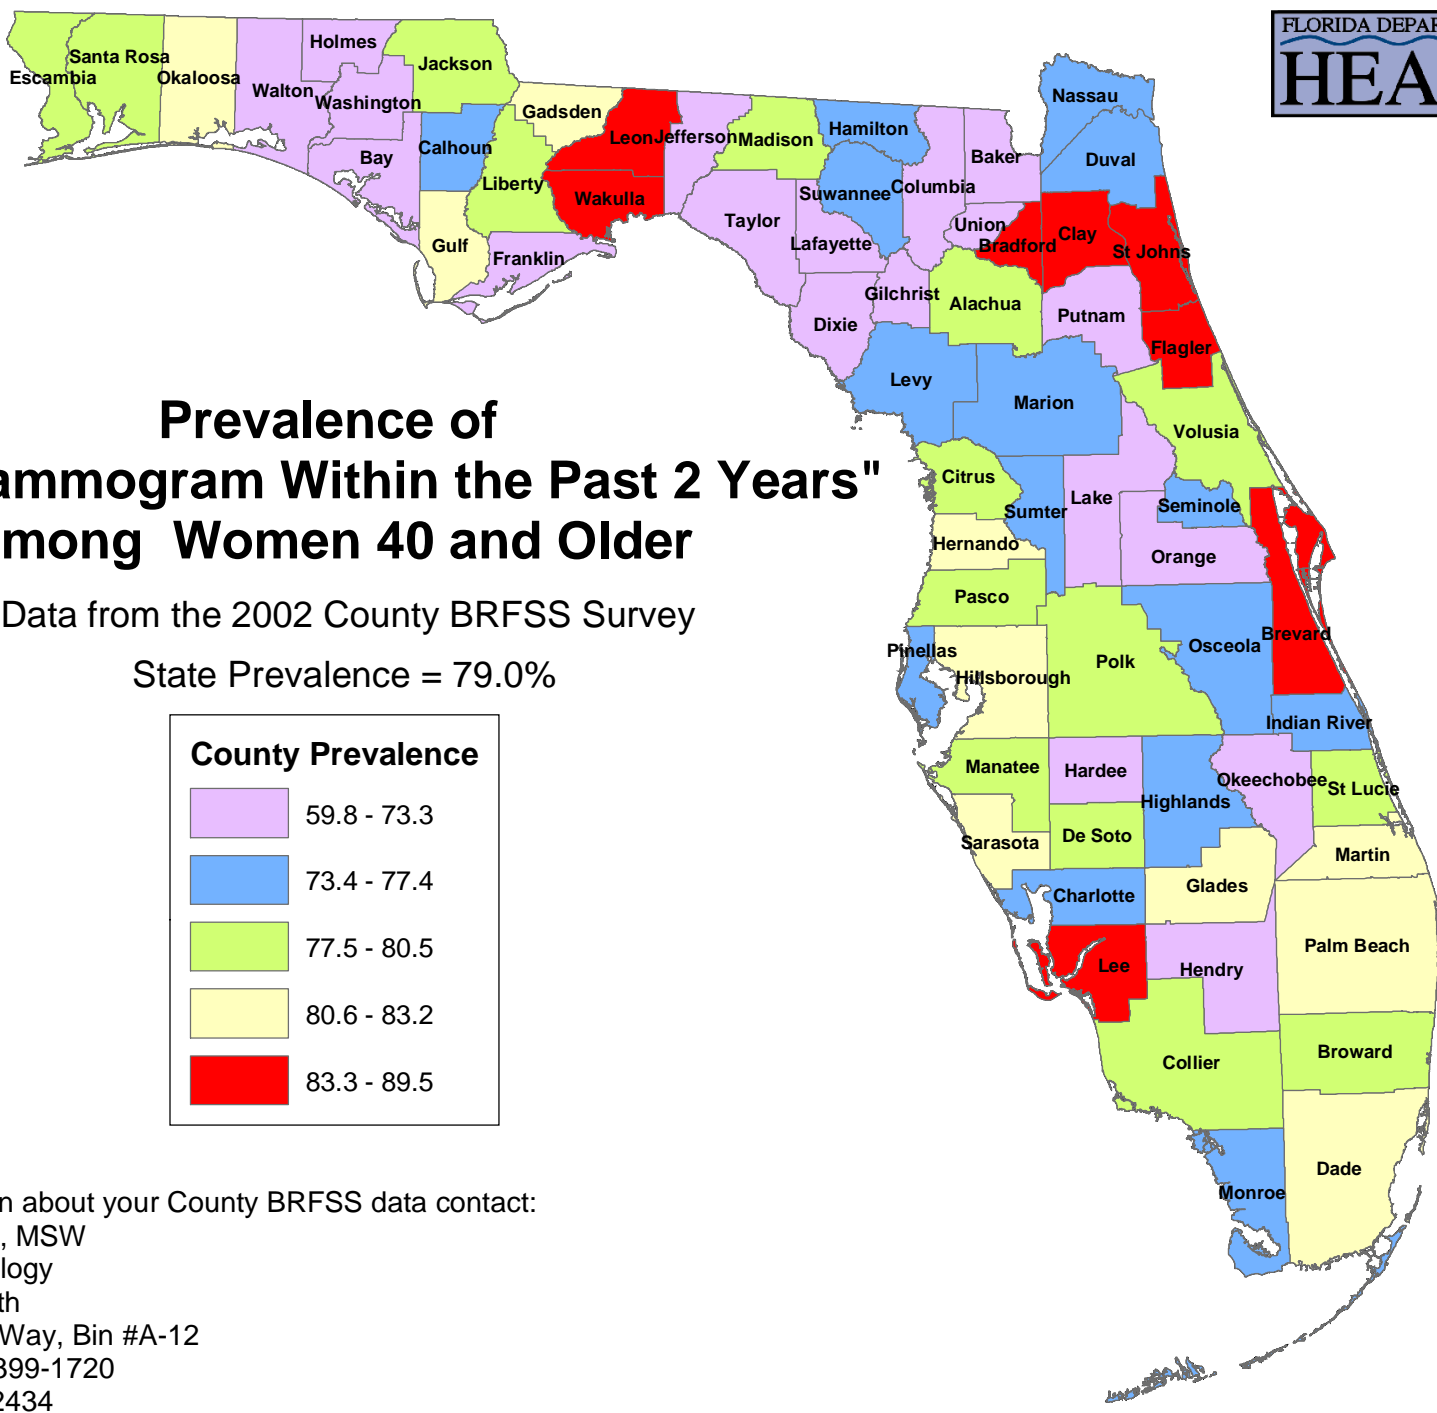 FLORIDA DEPAR
HEA
Holmes
Jackson
Santa Rosa
Escambia
Okaloosa
Walton
Washington
Gadsden
Nassau
Leon
Jefferson
Madison
Hamilton
Calhoun
Bay
Baker
Duval
Liberty
Wakulla
Suwannee
Columbia
Taylor
Union
Clay
Gulf
Lafayette
Bradford
St Johns
Franklin
Gilchrist
Alachua
Dixie
Putnam
Flagler
Levy
Marion
Volusia
Citrus
Lake
Sumter
Seminole
Hernando
Orange
Pasco
Pinellas
Hillsborough
Polk
Osceola
Brevard
Indian River
Manatee
Hardee
Okeechobee
St Lucie
Highlands
Sarasota
De Soto
Martin
Charlotte
Glades
Palm Beach
Lee
Hendry
Collier
Broward
Dade
Monroe
Prevalence of
ammogram Within the Past 2 Years"
mong Women 40 and Older
Data from the 2002 County BRFSS Survey
State Prevalence = 79.0%
County Prevalence
59.8 - 73.3
73.4 - 77.4
77.5 - 80.5
80.6 - 83.2
83.3 - 89.5
n about your County BRFSS data contact:
, MSW
logy
th
Way, Bin #A-12
399-1720
2434